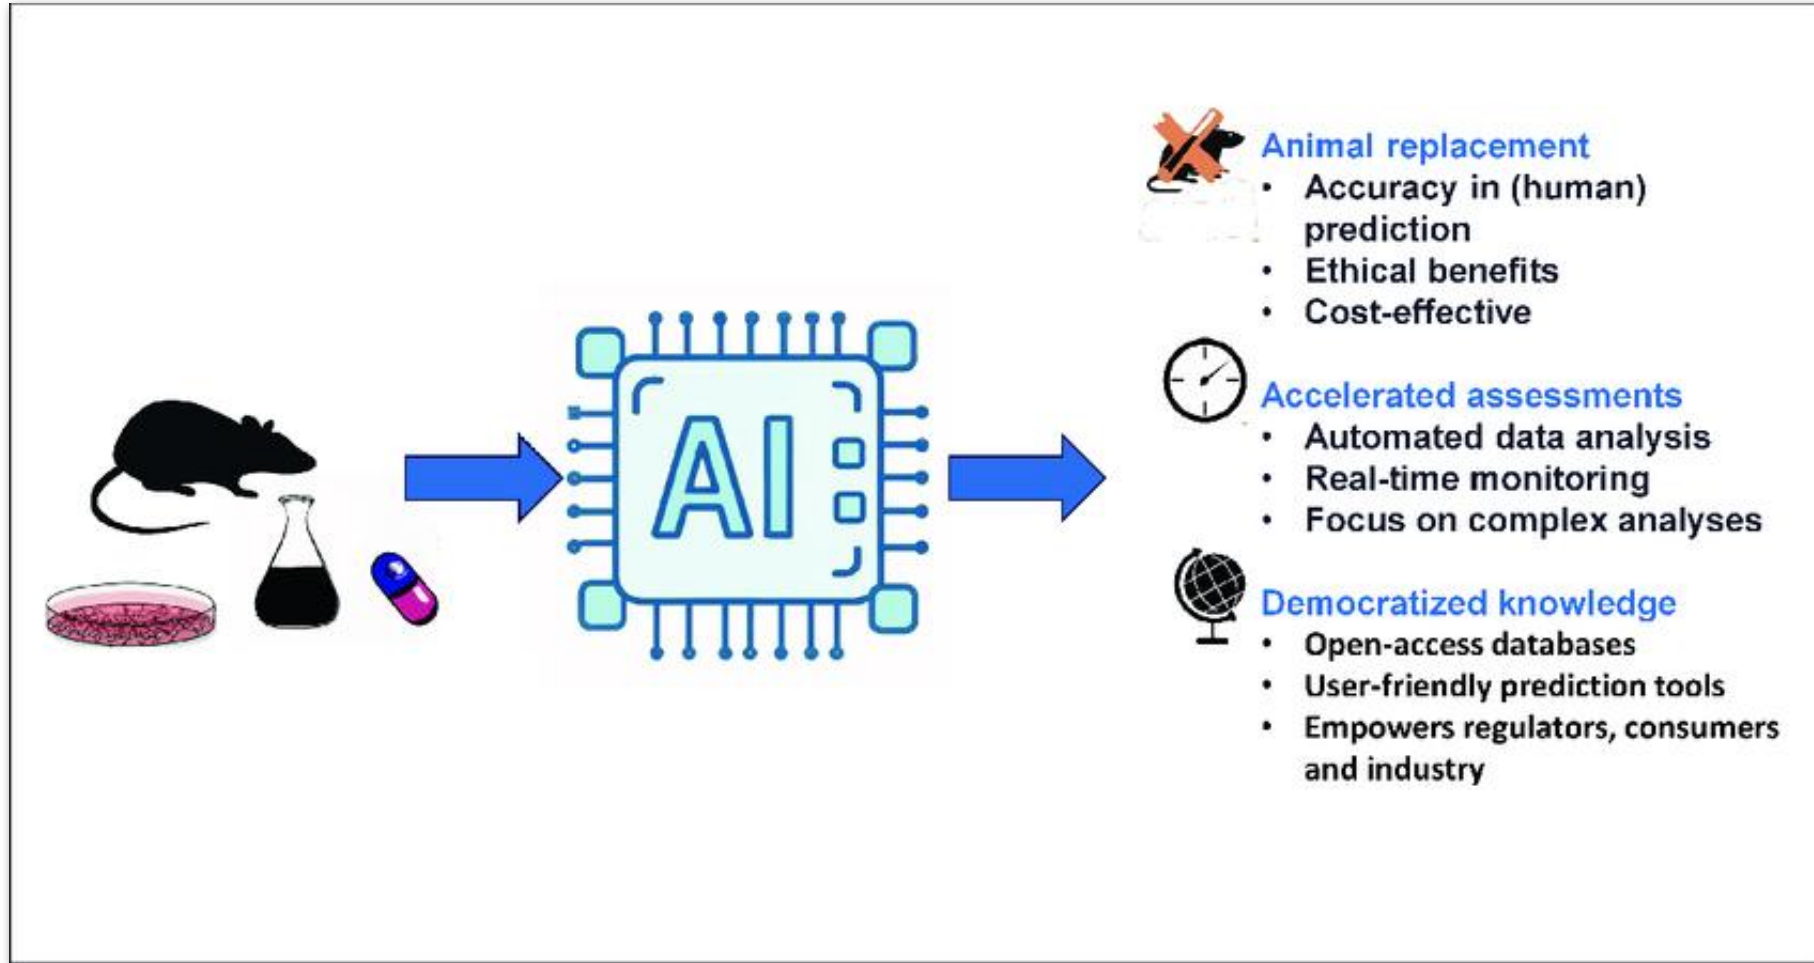 AI
Animal replacement
• Accuracy in (human)
prediction
• Ethical benefits
• Cost-effective
Accelerated assessments
• Automated data analysis
• Real-time monitoring
• Focus on complex analyses
Democratized knowledge
• Open-access databases
• User-friendly prediction tools
• Empowers regulators, consumers
and industry